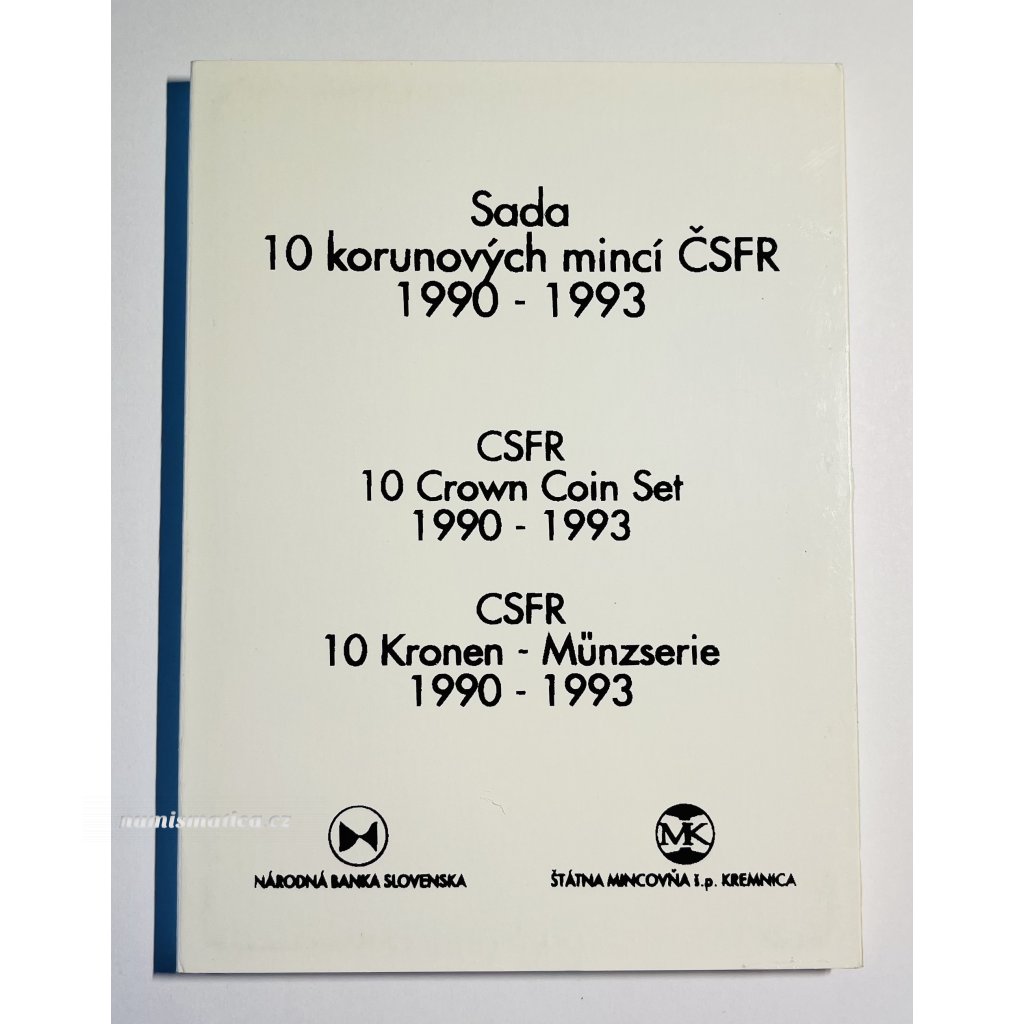 Sada
10 korunových mincí ČSFR
1990 - 1993
CSFR
10 Crown Coin Set
1990 - 1993
CSFR
10 Kronen - Münzserie
1990 - 1993
numismatica cz
MK
NÁRODNÁ BANKA SLOVENSKA
ŠTÁTNA MINCOVŇA š.p. KREMNICA